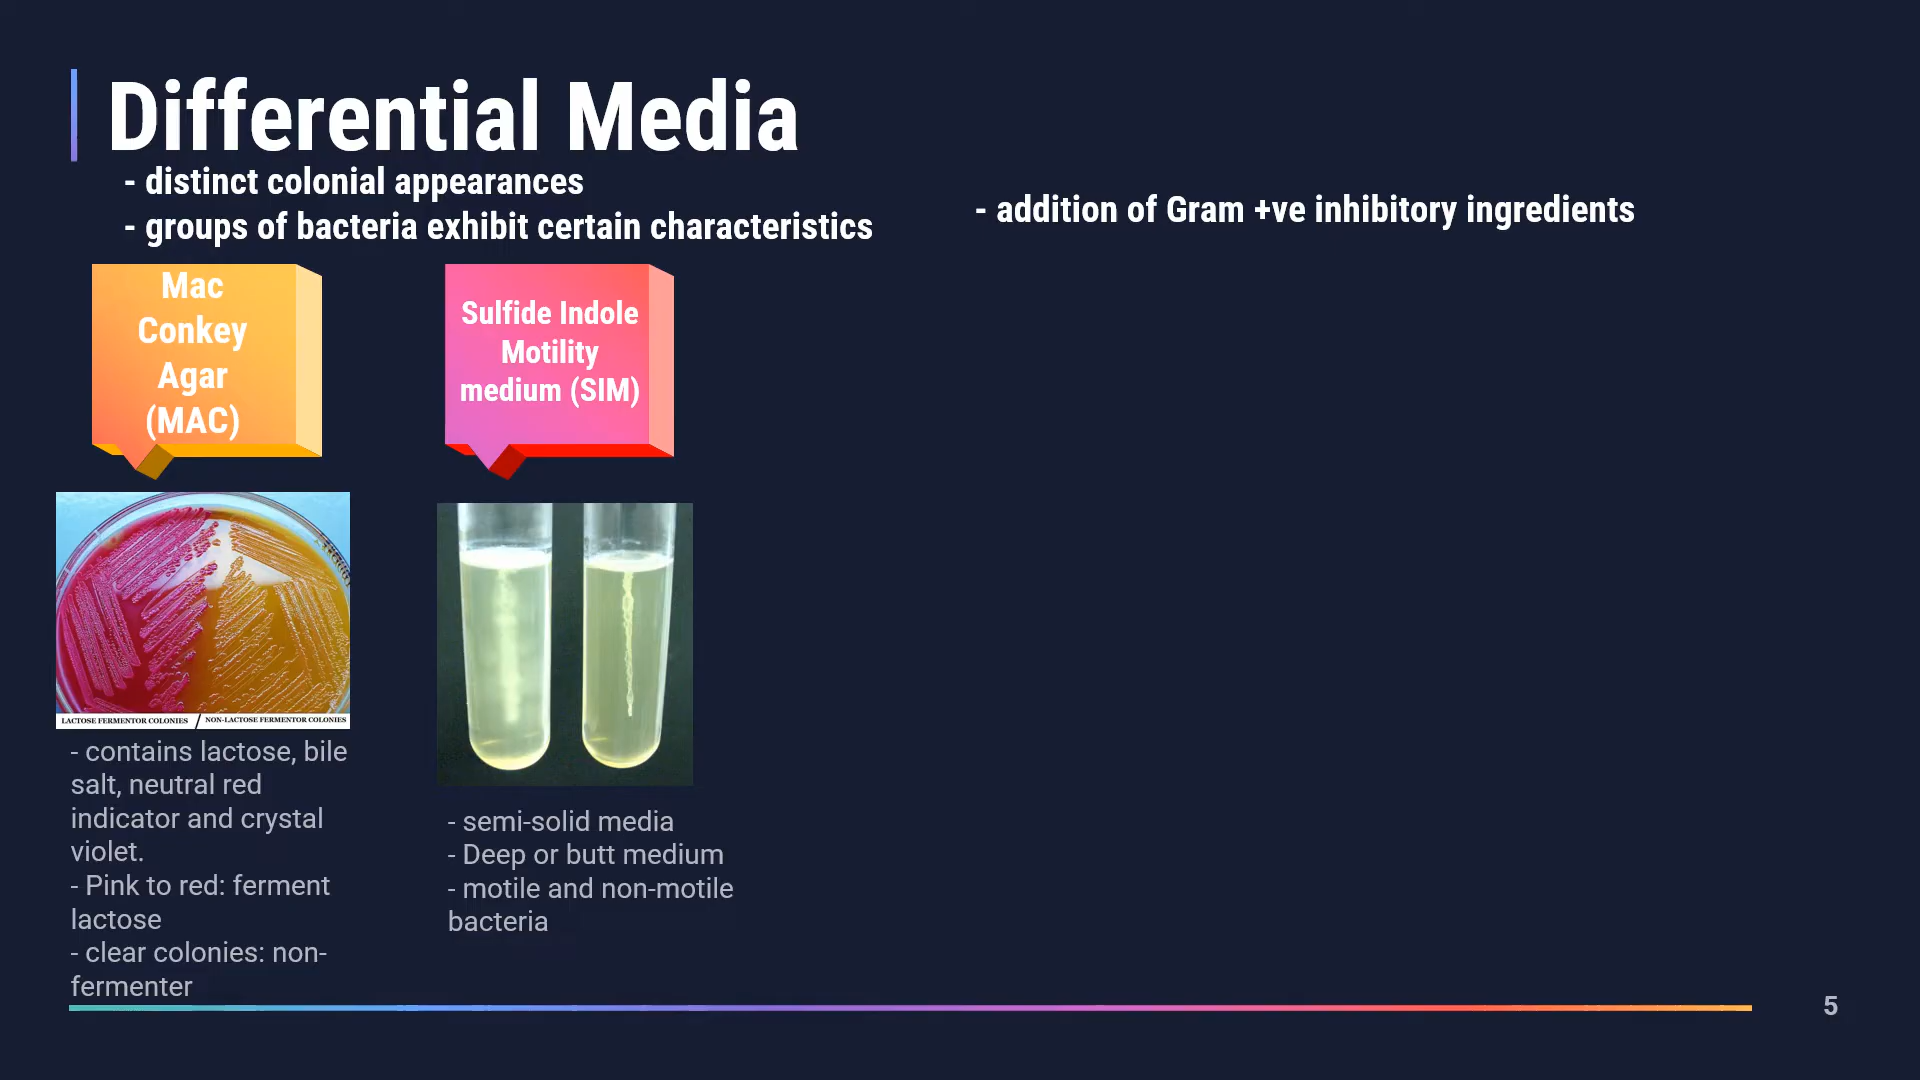 Differential Media
- distinct colonial appearances
- groups of bacteria exhibit certain characteristics
- addition of Gram +ve inhibitory ingredients
Mac
Conkey
Agar
(MAC)
Sulfide Indole
Motility
medium (SIM)
LACTOSE FERMENTOR COLONIES / NON-LACTOSE FERMENTOR COLONIES
- contains lactose, bile
salt, neutral red
indicator and crystal
violet.
- Pink to red: ferment
lactose
- clear colonies: non-
fermenter
- semi-solid media
- Deep or butt medium
- motile and non-motile
bacteria
5